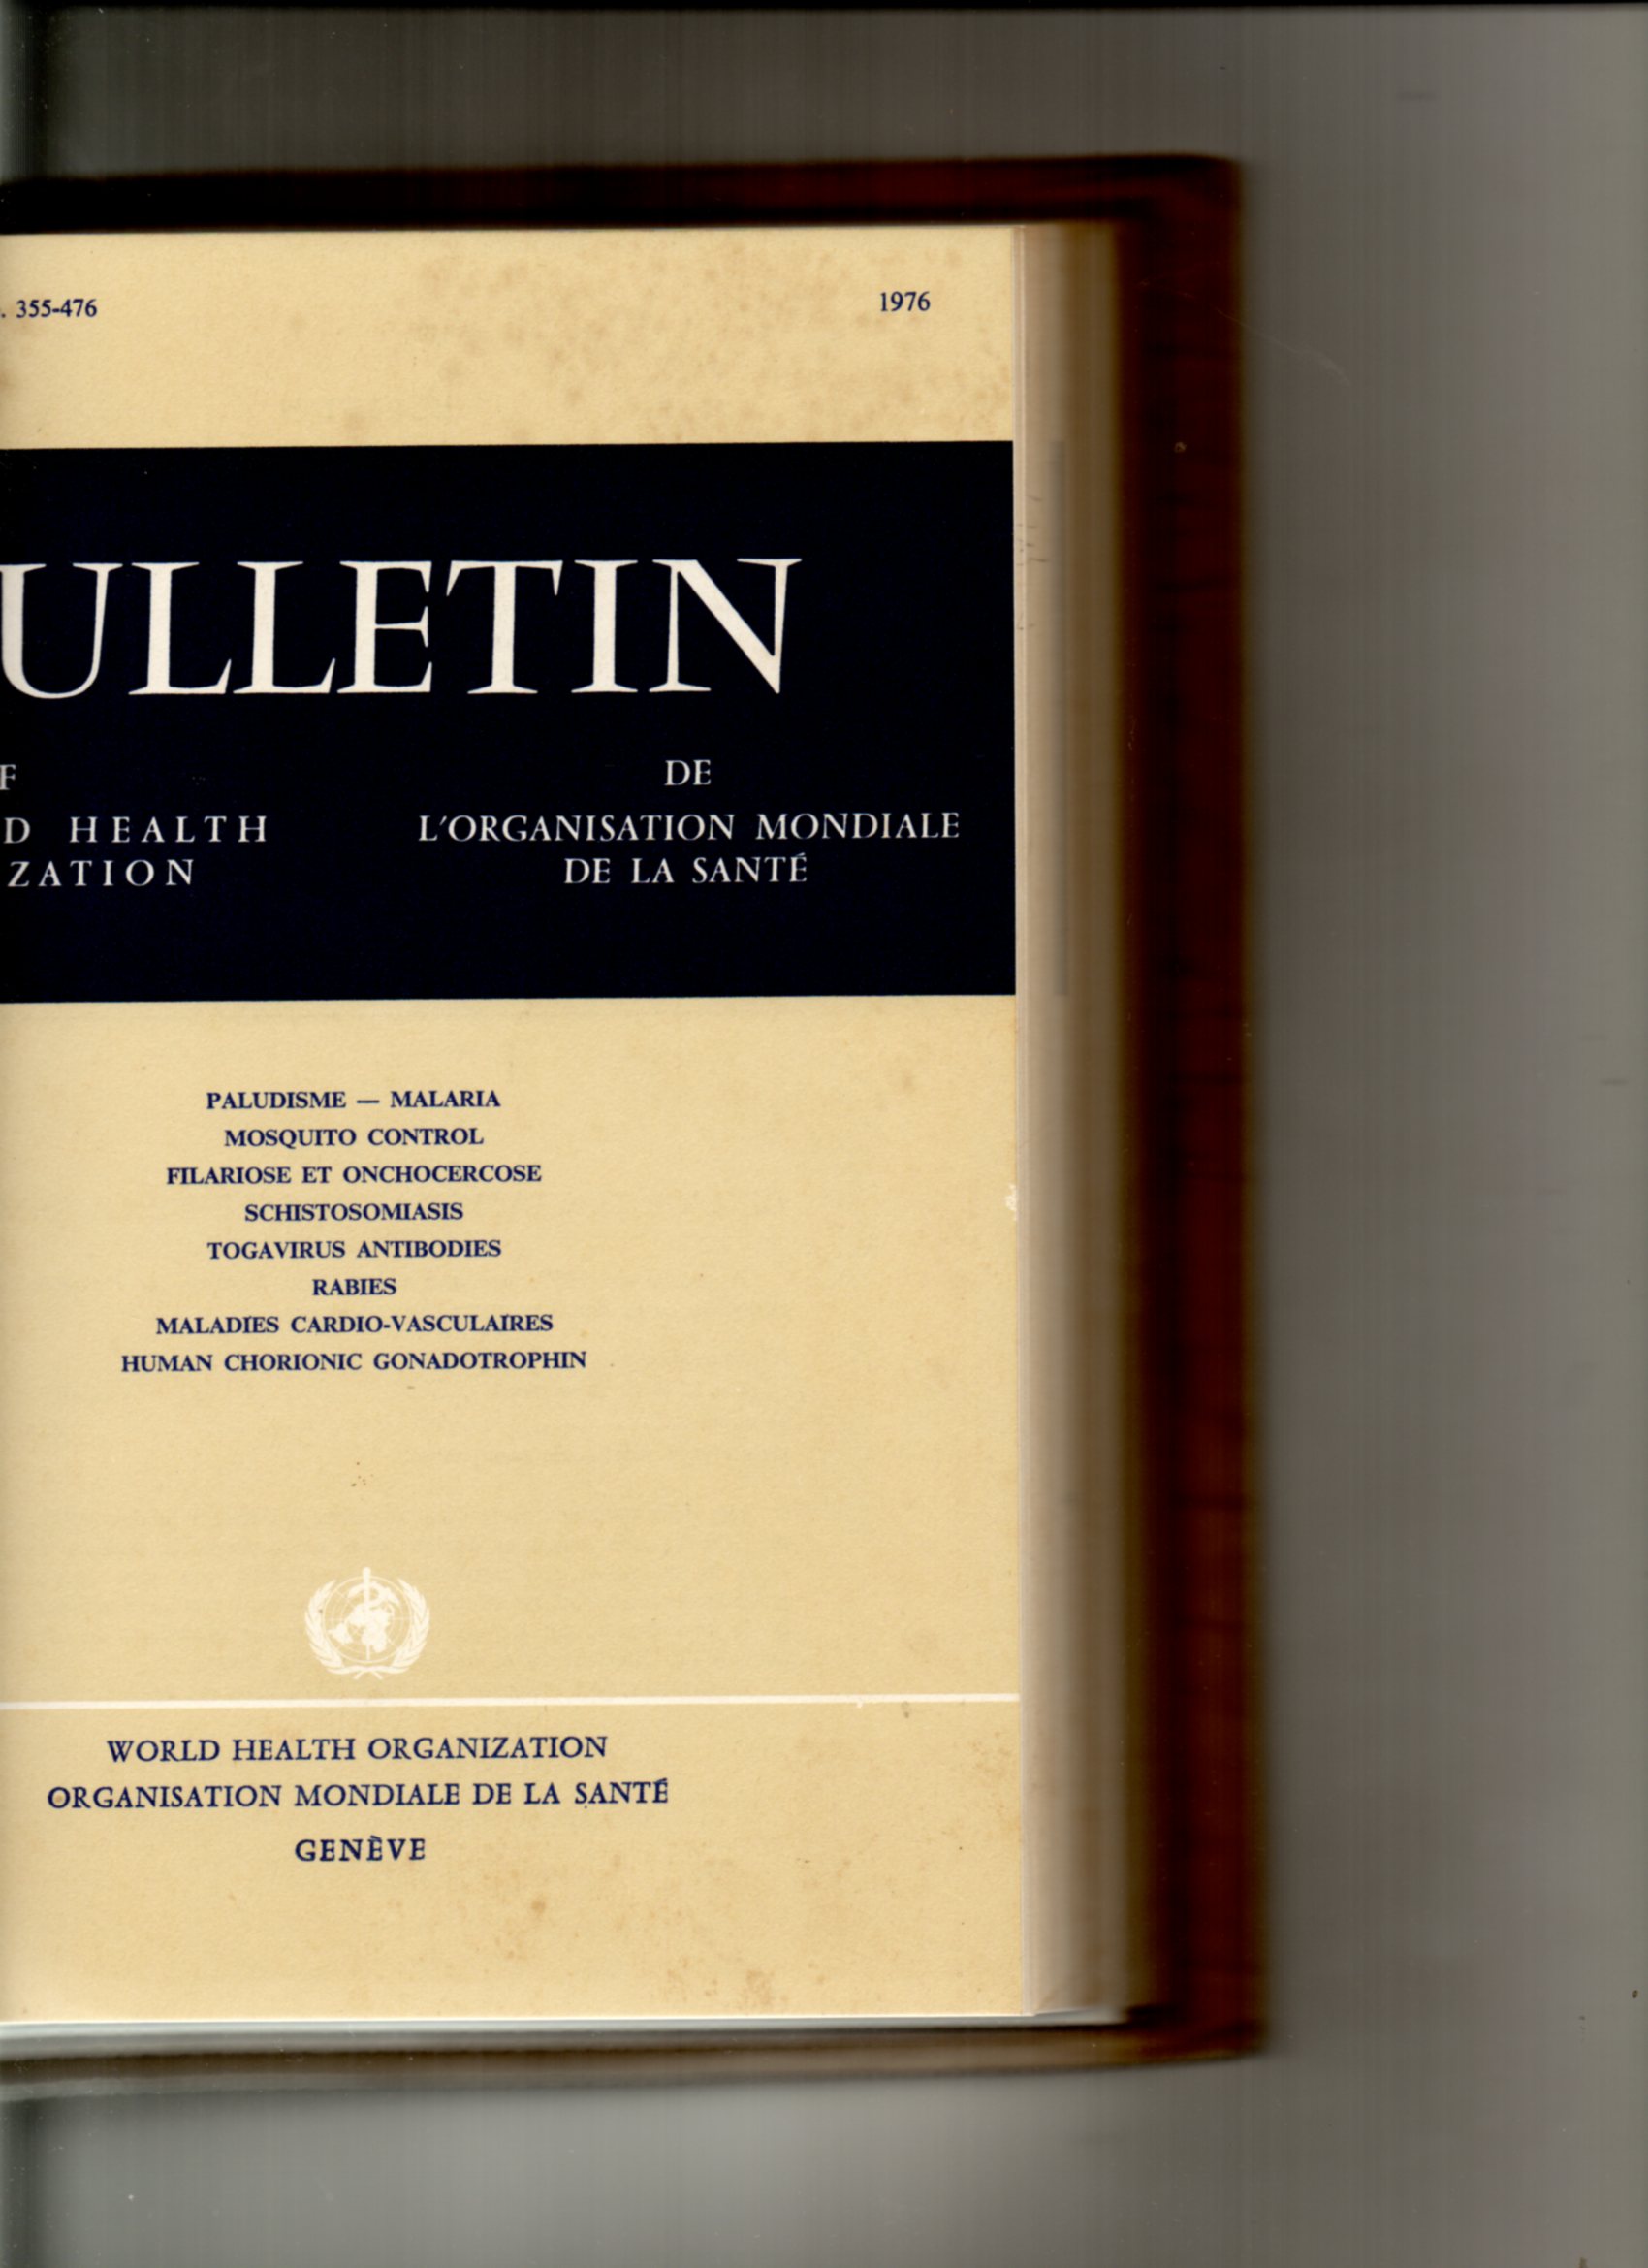 . 355-476 1976
ULLETIN
F DE
D HEALTH L'ORGANISATION MONDIALE
ZATION DE LA SANTÉ
PALUDISME — MALARIA
MOSQUITO CONTROL
FILARIOSE ET ONCHOCERCOSE
SCHISTOSOMIASIS
TOGAVIRUS ANTIBODIES
RABIES
MALADIES CARDIO-VASCULAIRES
HUMAN CHORIONIC GONADOTROPHIN
WORLD HEALTH ORGANIZATION
ORGANISATION MONDIALE DE LA SANTÉ
GENÈVE